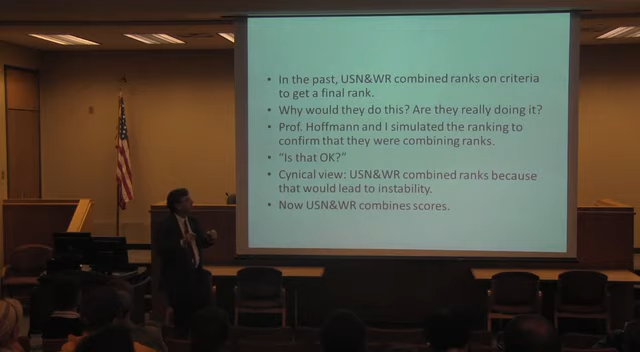 • In the past, USN&WR combined ranks on criteria
to get a final rank.
• Why would they do this? Are they really doing it?
• Prof. Hoffmann and I simulated the ranking to
confirm that they were combining ranks.
• "Is that OK?"
• Cynical view: USN&WR combined ranks because
that would lead to instability.
• Now USN&WR combines scores.